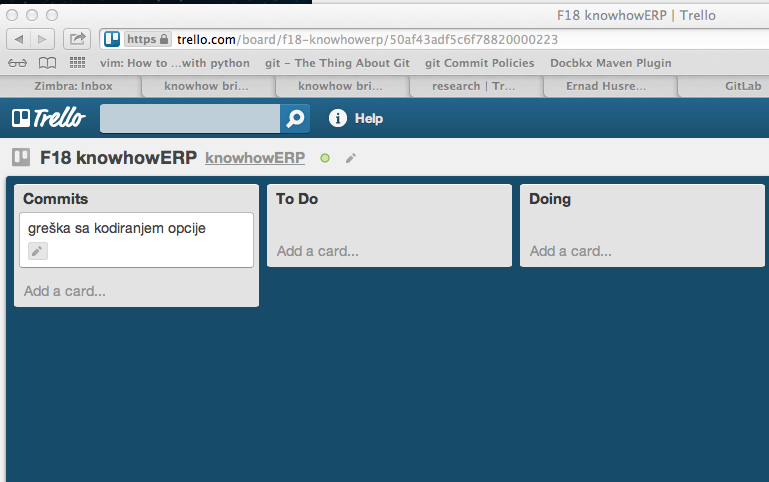 F18 knowhowERP | Trello
https trello.com/board/f18-knowhowerp/50af43adf5c6f78820000223
vim: How to ...with python git – The Thing About Git git Commit Policies Docbkx Maven Plugin
Zimbra: Inbox knowhow bri... knowhow bri... research | Tr... Ernad Husre... GitLab
Trello Help
F18 knowhowERP knowhowERP
Commits To Do Doing
greška sa kodiranjem opcije
Add a card... Add a card...
Add a card...